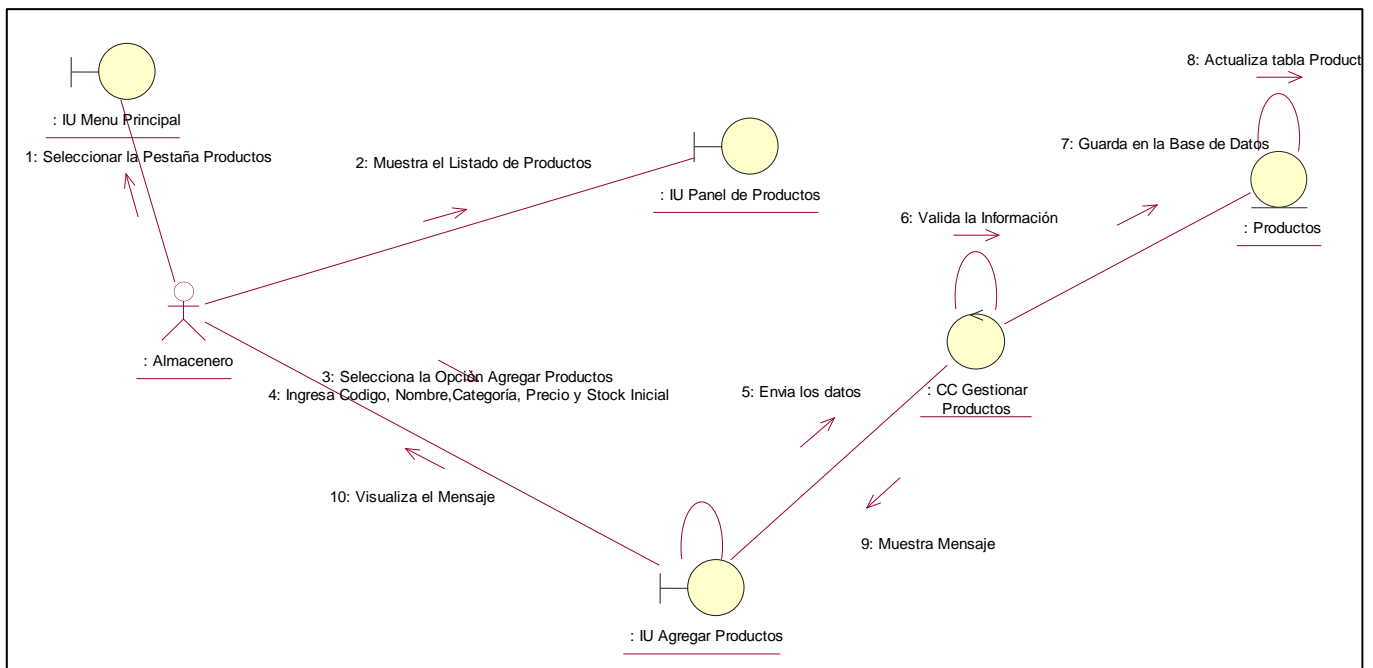 8: Actualiza tabla Product
: IU Menu Principal
7: Guarda en la Base de Datos
1: Seleccionar la Pestaña Productos
2: Muestra el Listado de Productos
: IU Panel de Productos
6: Valida la Información
: Productos
: Almacenero
3: Selecciona la Opción Agregar Productos
4: Ingresa Codigo, Nombre,Categoría, Precio y Stock Inicial
5: Envia los datos
: CC Gestionar
Productos
10: Visualiza el Mensaje
9: Muestra Mensaje
: IU Agregar Productos